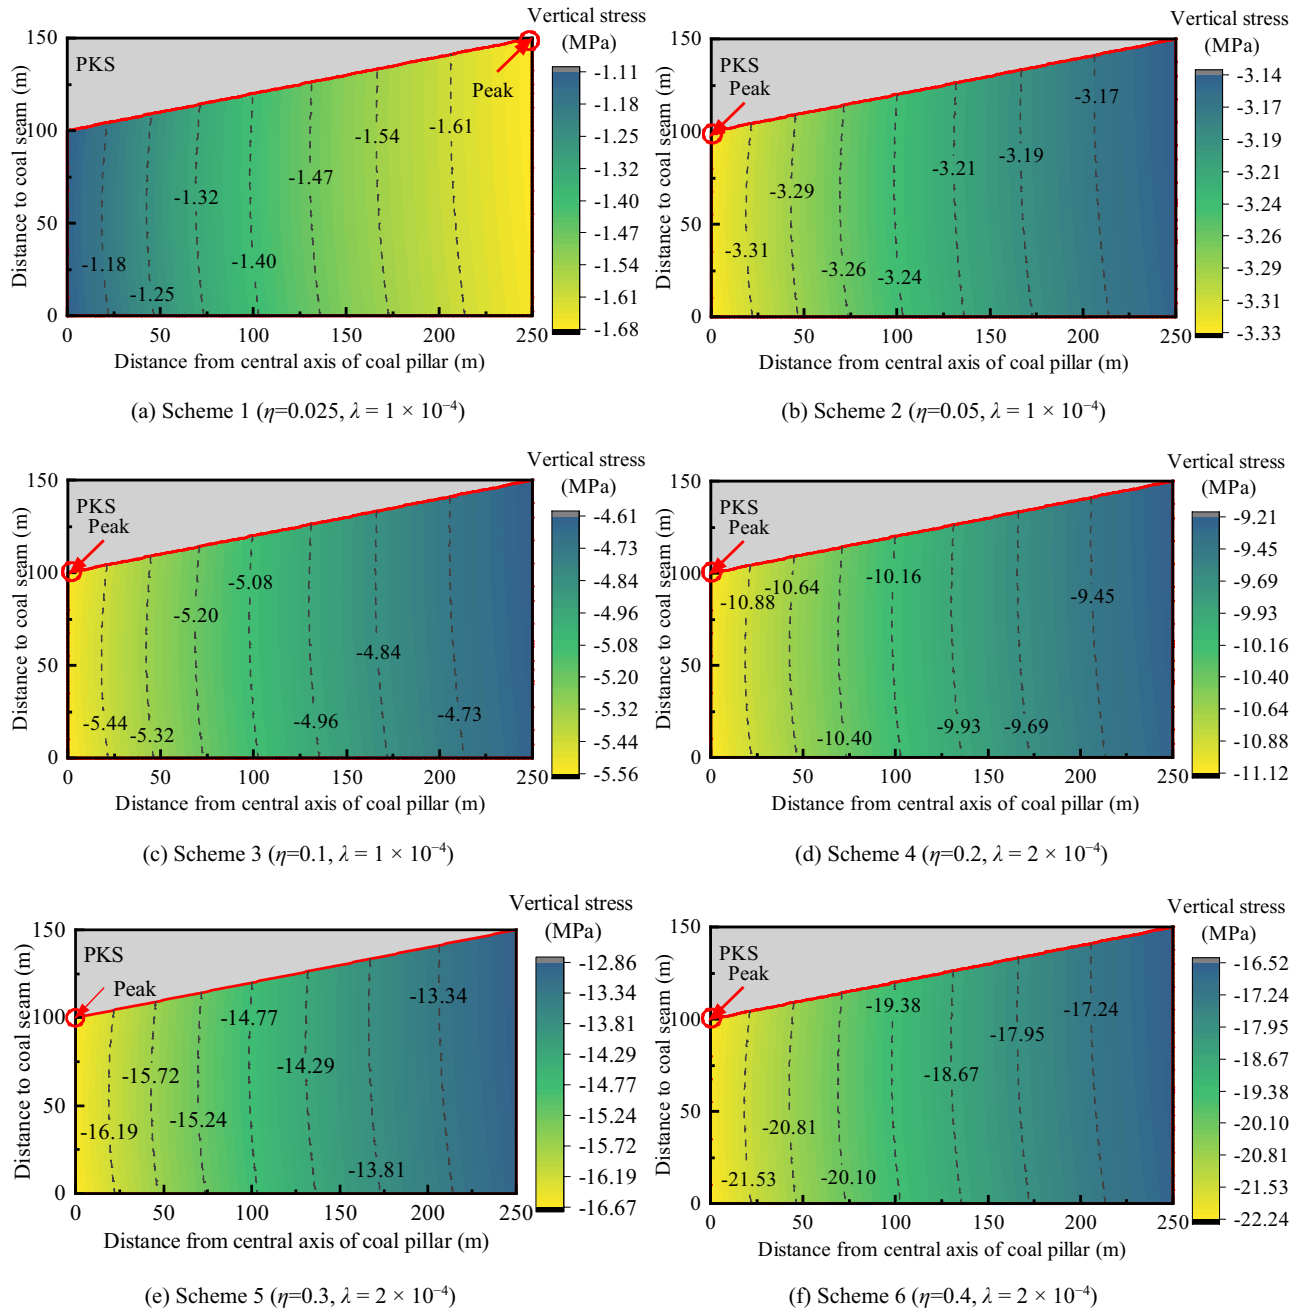 Vertical stress
(MPa)
150
100
50
0
Distance to coal seam (m)
PKS
Peak
-1.18
-1.25
-1.32
-1.40
-1.47
-1.54
-1.61
0 50 100 150 200 250
Distance from central axis of coal pillar (m)
-1.11
-1.18
-1.25
-1.32
-1.40
-1.47
-1.54
-1.61
-1.68
(a) Scheme 1 (η=0.025, λ = 1 × 10⁻⁴)
Vertical stress
(MPa)
150
100
50
0
Distance to coal seam (m)
PKS
Peak
-3.31
-3.29
-3.26
-3.24
-3.21
-3.19
-3.17
0 50 100 150 200 250
Distance from central axis of coal pillar (m)
-3.14
-3.17
-3.19
-3.21
-3.24
-3.26
-3.29
-3.31
-3.33
(b) Scheme 2 (η=0.05, λ = 1 × 10⁻⁴)
Vertical stress
(MPa)
150
100
50
0
Distance to coal seam (m)
PKS
Peak
-5.44
-5.32
-5.20
-5.08
-4.96
-4.84
-4.73
0 50 100 150 200 250
Distance from central axis of coal pillar (m)
-4.61
-4.73
-4.84
-4.96
-5.08
-5.20
-5.32
-5.44
-5.56
(c) Scheme 3 (η=0.1, λ = 1 × 10⁻⁴)
Vertical stress
(MPa)
150
100
50
0
Distance to coal seam (m)
PKS
Peak
-10.88
-10.64
-10.40
-10.16
-9.93
-9.69
-9.45
0 50 100 150 200 250
Distance from central axis of coal pillar (m)
-9.21
-9.45
-9.69
-9.93
-10.16
-10.40
-10.64
-10.88
-11.12
(d) Scheme 4 (η=0.2, λ = 2 × 10⁻⁴)
Vertical stress
(MPa)
150
100
50
0
Distance to coal seam (m)
PKS
Peak
-16.19
-15.72
-15.24
-14.77
-14.29
-13.81
-13.34
0 50 100 150 200 250
Distance from central axis of coal pillar (m)
-12.86
-13.34
-13.81
-14.29
-14.77
-15.24
-15.72
-16.19
-16.67
(e) Scheme 5 (η=0.3, λ = 2 × 10⁻⁴)
Vertical stress
(MPa)
150
100
50
0
Distance to coal seam (m)
PKS
Peak
-21.53
-20.81
-20.10
-19.38
-18.67
-17.95
-17.24
0 50 100 150 200 250
Distance from central axis of coal pillar (m)
-16.52
-17.24
-17.95
-18.67
-19.38
-20.10
-20.81
-21.53
-22.24
(f) Scheme 6 (η=0.4, λ = 2 × 10⁻⁴)